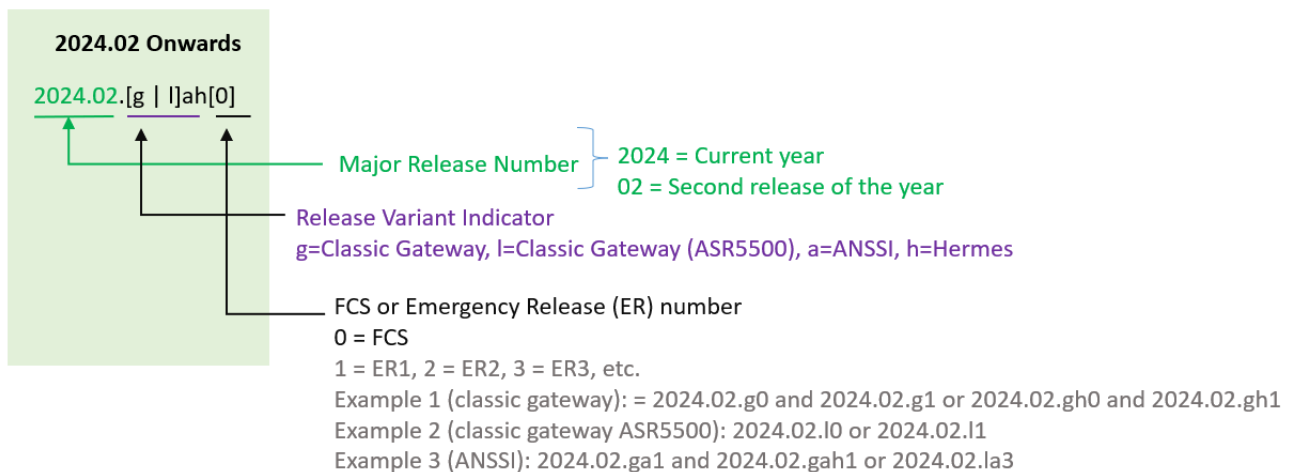 2024.02 Onwards
2024.02.[g | l]ah[0]
Major Release Number
2024 = Current year
02 = Second release of the year
Release Variant Indicator
g=Classic Gateway, l=Classic Gateway (ASR5500), a=ANSSI, h=Hermes
FCS or Emergency Release (ER) number
0 = FCS
1 = ER1, 2 = ER2, 3 = ER3, etc.
Example 1 (classic gateway): = 2024.02.g0 and 2024.02.g1 or 2024.02.gh0 and 2024.02.gh1
Example 2 (classic gateway ASR5500): 2024.02.l0 or 2024.02.l1
Example 3 (ANSSI): 2024.02.ga1 and 2024.02.gah1 or 2024.02.la3